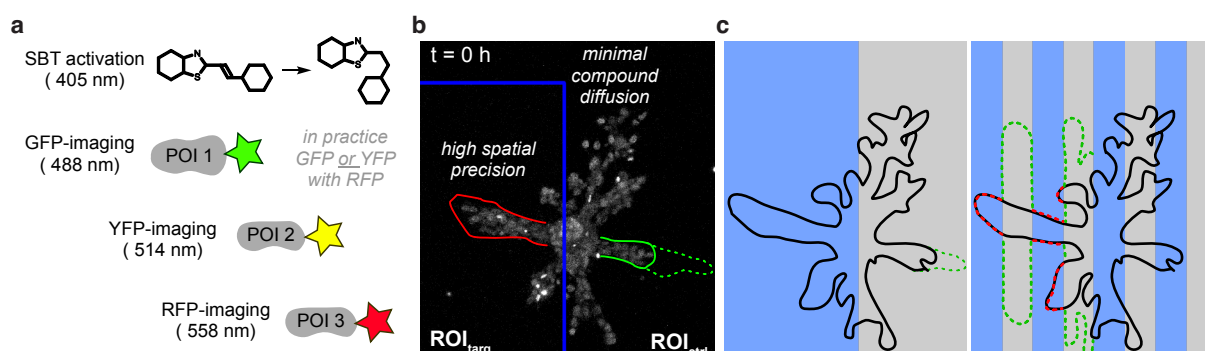 a
SBT activation
( 405 nm)
N
S
N
S
GFP-imaging
( 488 nm)
POI 1
in practice
GFP or YFP
with RFP
YFP-imaging
( 514 nm)
POI 2
RFP-imaging
( 558 nm)
POI 3
b
t = 0 h
minimal
compound
diffusion
high spatial
precision
ROItarg
ROIctrl
c